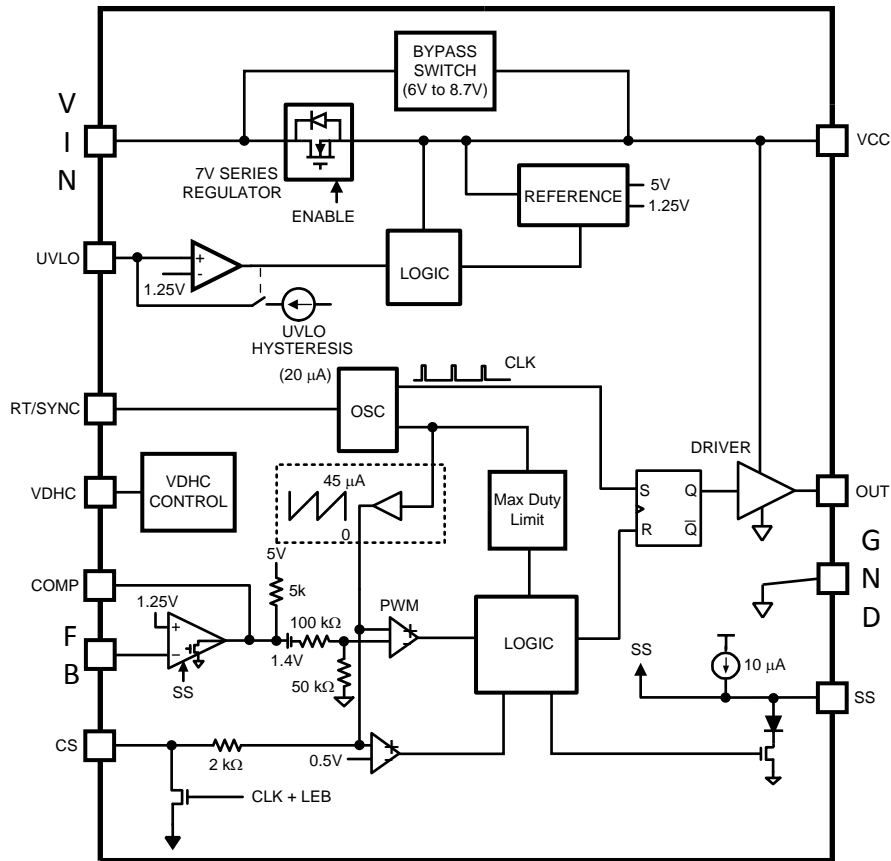 BYPASS
SWITCH
(6V to 8.7V)
V
I
N
VCC
7V SERIES
REGULATOR
ENABLE
REFERENCE
5V
1.25V
UVLO
+
-
1.25V
LOGIC
UVLO
HYSTERESIS
(20 μA)
CLK
RT/SYNC
OSC
DRIVER
VDHC
VDHC
CONTROL
45 μA
0
Max Duty
Limit
S
Q
R
Q̅
OUT
G
N
D
5V
5k
COMP
1.25V
+
−
F
B
SS
1.4V
100 kΩ
50 kΩ
PWM
+
−
LOGIC
SS
10 μA
SS
CS
2 kΩ
0.5V
+
−
CLK + LEB